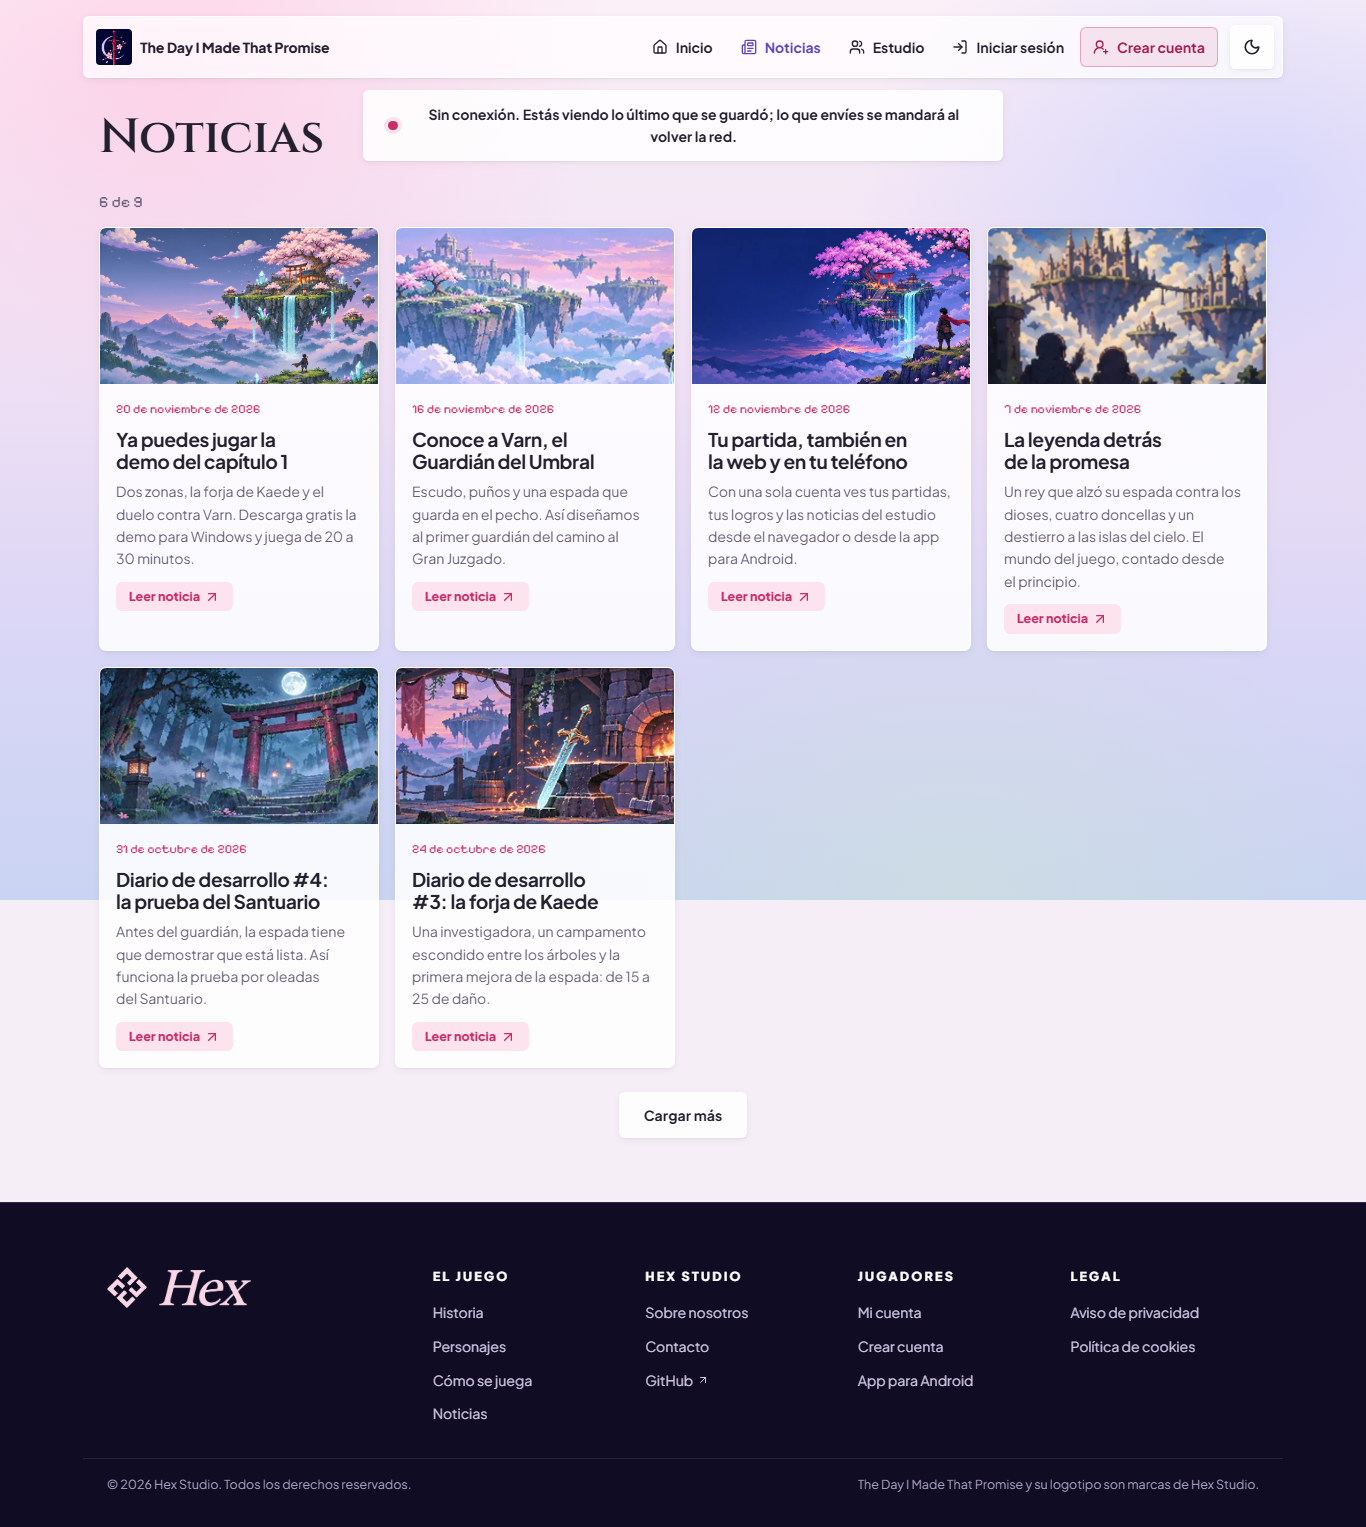 The Day I Made That Promise
Inicio
Noticias
Estudio
Iniciar sesión
Crear cuenta
Noticias
Sin conexión. Estás viendo lo último que se guardó; lo que envíes se mandará al
volver la red.
6 de 9
20 de noviembre de 2026
Ya puedes jugar la
demo del capítulo 1
Dos zonas, la forja de Kaede y el
duelo contra Varn. Descarga gratis la
demo para Windows y juega de 20 a
30 minutos.
Leer noticia
16 de noviembre de 2026
Conoce a Varn, el
Guardián del Umbral
Escudo, puños y una espada que
guarda en el pecho. Así diseñamos
al primer guardián del camino al
Gran Juzgado.
Leer noticia
12 de noviembre de 2026
Tu partida, también en
la web y en tu teléfono
Con una sola cuenta ves tus partidas,
tus logros y las noticias del estudio
desde el navegador o desde la app
para Android.
Leer noticia
7 de noviembre de 2026
La leyenda detrás
de la promesa
Un rey que alzó su espada contra los
dioses, cuatro doncellas y un
destierro a las islas del cielo. El
mundo del juego, contado desde
el principio.
Leer noticia
31 de octubre de 2026
Diario de desarrollo #4:
la prueba del Santuario
Antes del guardián, la espada tiene
que demostrar que está lista. Así
funciona la prueba por oleadas
del Santuario.
Leer noticia
24 de octubre de 2026
Diario de desarrollo
#3: la forja de Kaede
Una investigadora, un campamento
escondido entre los árboles y la
primera mejora de la espada: de 15 a
25 de daño.
Leer noticia
Cargar más
Hex
EL JUEGO
Historia
Personajes
Cómo se juega
Noticias
HEX STUDIO
Sobre nosotros
Contacto
GitHub
JUGADORES
Mi cuenta
Crear cuenta
App para Android
LEGAL
Aviso de privacidad
Política de cookies
© 2026 Hex Studio. Todos los derechos reservados.
The Day I Made That Promise y su logotipo son marcas de Hex Studio.